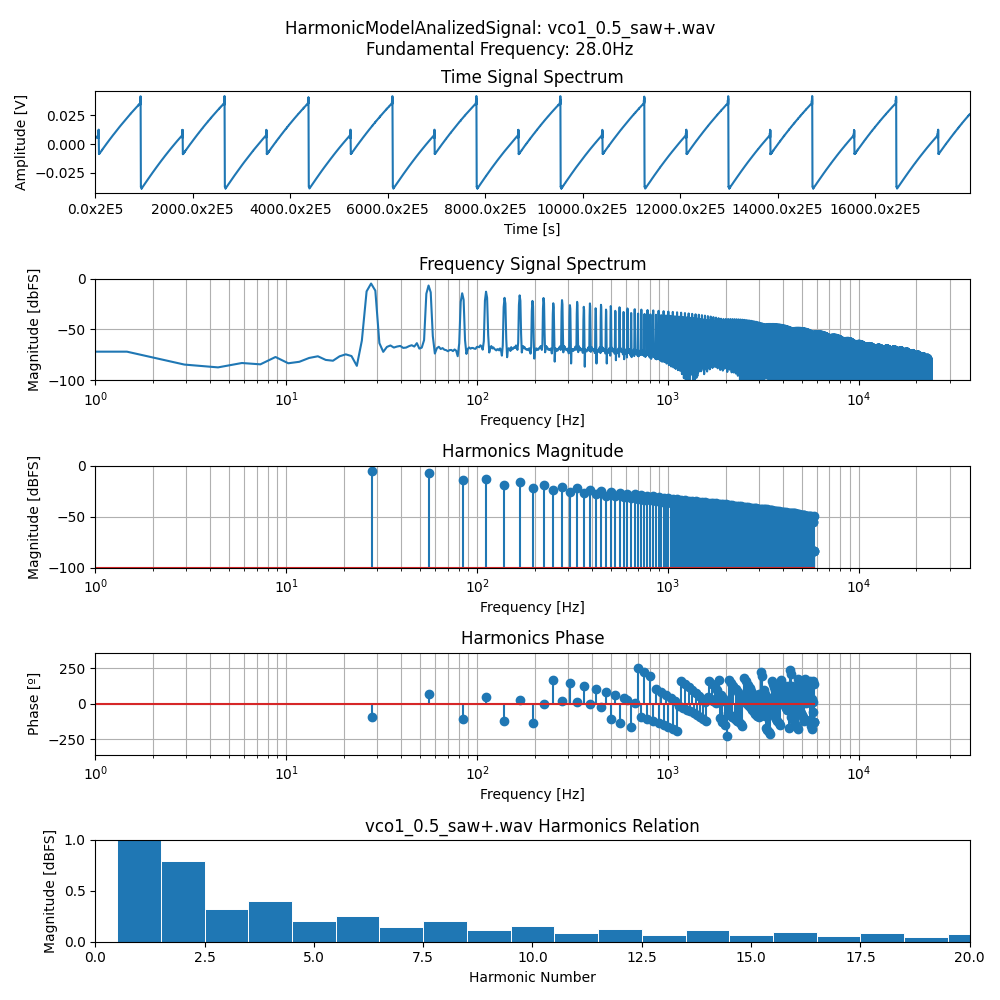 HarmonicModelAnalizedSignal: vco1_0.5_saw+.wav
Fundamental Frequency: 28.0Hz
Time Signal Spectrum
Amplitude [V]
0.025
0.000
−0.025
0.0x2E5 2000.0x2E5 4000.0x2E5 6000.0x2E5 8000.0x2E5 10000.0x2E5 12000.0x2E5 14000.0x2E5 16000.0x2E5
Time [s]
Frequency Signal Spectrum
Magnitude [dbFS]
0
−50
−100
10⁰ 10¹ 10² 10³ 10⁴
Frequency [Hz]
Harmonics Magnitude
Magnitude [dBFS]
0
−50
−100
10⁰ 10¹ 10² 10³ 10⁴
Frequency [Hz]
Harmonics Phase
Phase [º]
250
0
−250
10⁰ 10¹ 10² 10³ 10⁴
Frequency [Hz]
vco1_0.5_saw+.wav Harmonics Relation
Magnitude [dBFS]
1.0
0.5
0.0
0.0 2.5 5.0 7.5 10.0 12.5 15.0 17.5 20.0
Harmonic Number